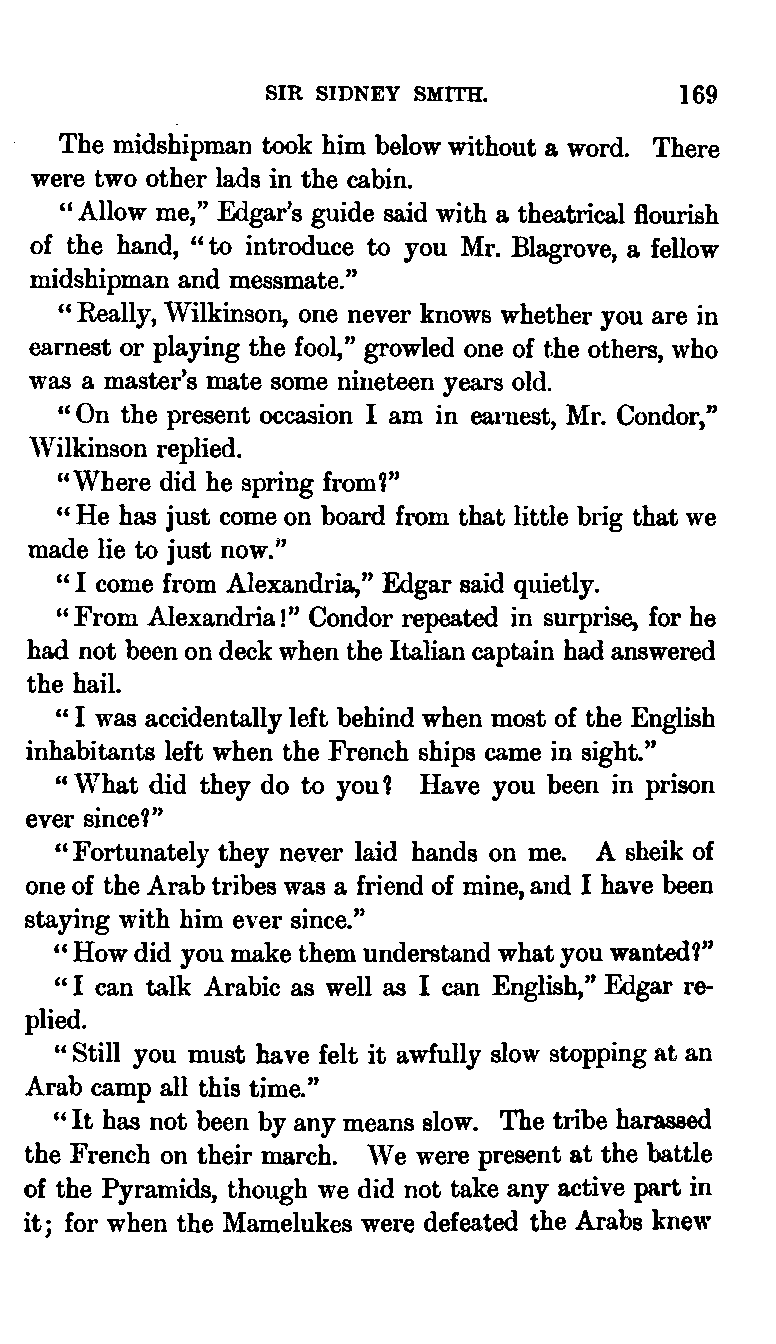 SIR SIDNEY SMITH. 169
The midshipman took him below without a word. There
were two other lads in the cabin.
“Allow me,” Edgar’s guide said with a theatrical flourish
of the hand, “to introduce to you Mr. Blagrove, a fellow
midshipman and messmate.”
“Really, Wilkinson, one never knows whether you are in
earnest or playing the fool,” growled one of the others, who
was a master’s mate some nineteen years old.
“On the present occasion I am in earnest, Mr. Condor,”
Wilkinson replied.
“Where did he spring from?”
“He has just come on board from that little brig that we
made lie to just now.”
“I come from Alexandria,” Edgar said quietly.
“From Alexandria!” Condor repeated in surprise, for he
had not been on deck when the Italian captain had answered
the hail.
“I was accidentally left behind when most of the English
inhabitants left when the French ships came in sight.”
“What did they do to you? Have you been in prison
ever since?”
“Fortunately they never laid hands on me. A sheik of
one of the Arab tribes was a friend of mine, and I have been
staying with him ever since.”
“How did you make them understand what you wanted?”
“I can talk Arabic as well as I can English,” Edgar re-
plied.
“Still you must have felt it awfully slow stopping at an
Arab camp all this time.”
“It has not been by any means slow. The tribe harassed
the French on their march. We were present at the battle
of the Pyramids, though we did not take any active part in
it; for when the Mamelukes were defeated the Arabs knew